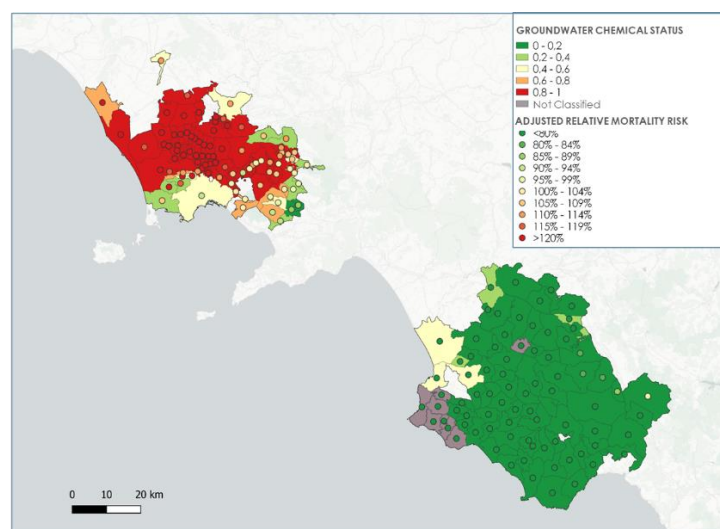 GROUNDWATER CHEMICAL STATUS
0 - 0.2
0.2 - 0.4
0.4 - 0.6
0.6 - 0.8
0.8 - 1
Not Classified
ADJUSTED RELATIVE MORTALITY RISK
<80%
80% - 84%
85% - 89%
90% - 94%
95% - 99%
100% - 104%
105% - 109%
110% - 114%
115% - 119%
>120%
0 10 20 km